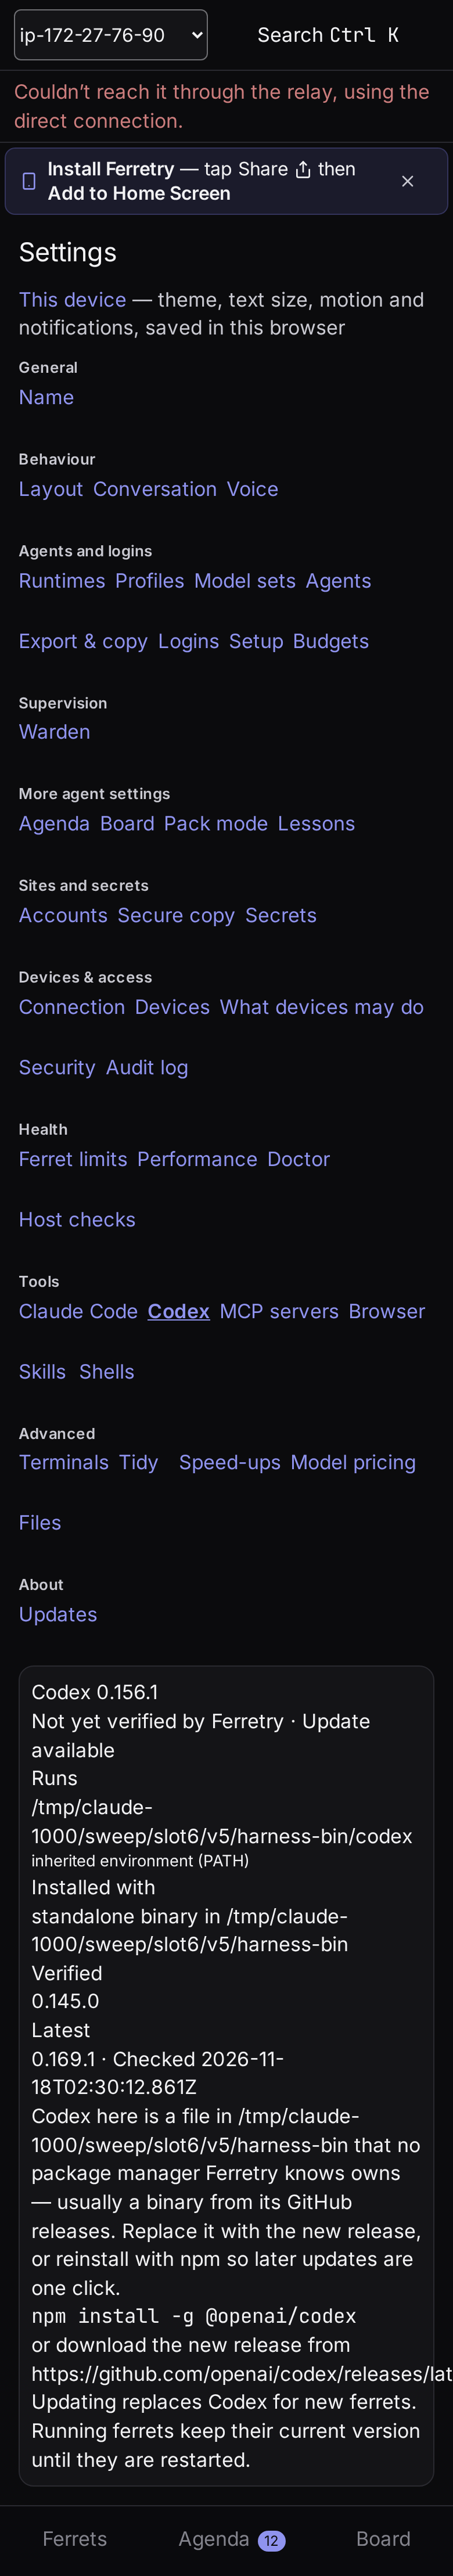 ip-172-27-76-90 Search Ctrl K
Couldn't reach it through the relay, using the
direct connection.
Install Ferretry — tap Share then
Add to Home Screen
Settings
This device — theme, text size, motion and
notifications, saved in this browser
General
Name
Behaviour
Layout Conversation Voice
Agents and logins
Runtimes Profiles Model sets Agents
Export & copy Logins Setup Budgets
Supervision
Warden
More agent settings
Agenda Board Pack mode Lessons
Sites and secrets
Accounts Secure copy Secrets
Devices & access
Connection Devices What devices may do
Security Audit log
Health
Ferret limits Performance Doctor
Host checks
Tools
Claude Code Codex MCP servers Browser
Skills Shells
Advanced
Terminals Tidy Speed-ups Model pricing
Files
About
Updates
Codex 0.156.1
Not yet verified by Ferretry · Update
available
Runs
/tmp/claude-
1000/sweep/slot6/v5/harness-bin/codex
inherited environment (PATH)
Installed with
standalone binary in /tmp/claude-
1000/sweep/slot6/v5/harness-bin
Verified
0.145.0
Latest
0.169.1 · Checked 2026-11-
18T02:30:12.861Z
Codex here is a file in /tmp/claude-
1000/sweep/slot6/v5/harness-bin that no
package manager Ferretry knows owns
— usually a binary from its GitHub
releases. Replace it with the new release,
or reinstall with npm so later updates are
one click.
npm install -g @openai/codex
or download the new release from
https://github.com/openai/codex/releases/lat
Updating replaces Codex for new ferrets.
Running ferrets keep their current version
until they are restarted.
Ferrets Agenda 12 Board